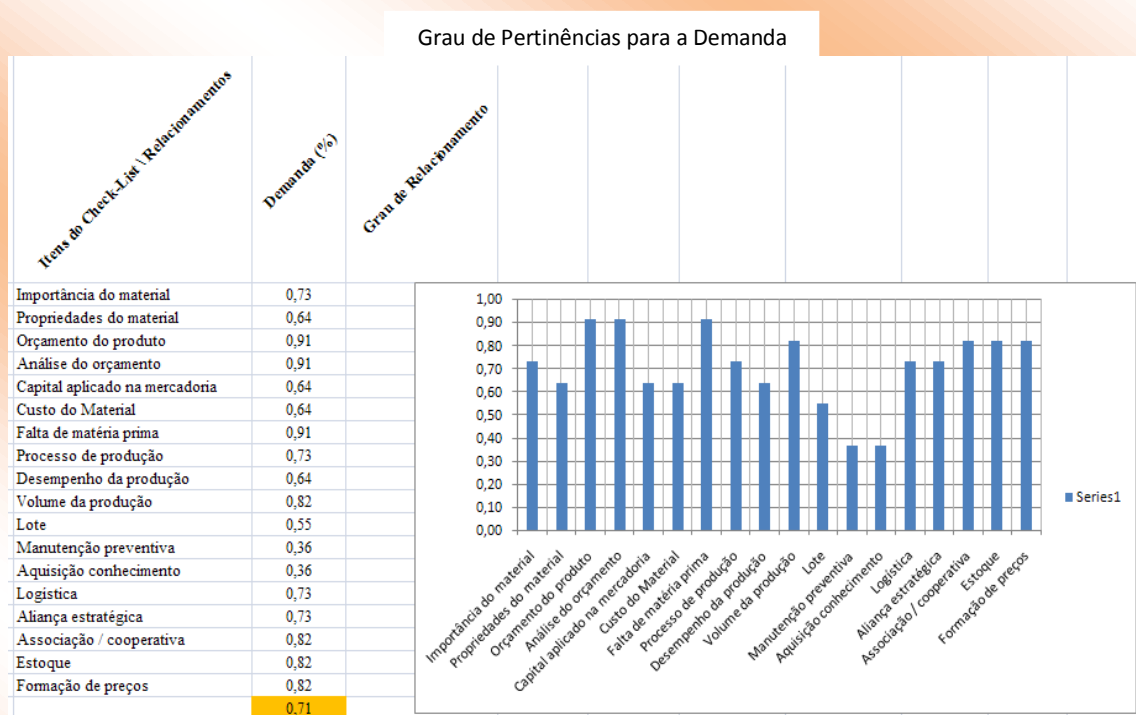 Grau de Pertinências para a Demanda
Itens do Check-List \ Relacionamentos
Demanda (%)
Grau de Relacionamento
Importância do material 0,73
Propriedades do material 0,64
Orçamento do produto 0,91
Análise do orçamento 0,91
Capital aplicado na mercadoria 0,64
Custo do Material 0,64
Falta de matéria prima 0,91
Processo de produção 0,73
Desempenho da produção 0,64
Volume da produção 0,82
Lote 0,55
Manutenção preventiva 0,36
Aquisição conhecimento 0,36
Logística 0,73
Aliança estratégica 0,73
Associação / cooperativa 0,82
Estoque 0,82
Formação de preços 0,82
0,71
1,00
0,90
0,80
0,70
0,60
0,50
0,40
0,30
0,20
0,10
0,00
Importância do material
Propriedades do material
Orçamento do produto
Análise do orçamento
Capital aplicado na mercadoria
Custo do Material
Falta de matéria prima
Processo de produção
Desempenho da produção
Volume da produção
Lote
Manutenção preventiva
Aquisição conhecimento
Logística
Aliança estratégica
Associação / cooperativa
Estoque
Formação de preços
Series1